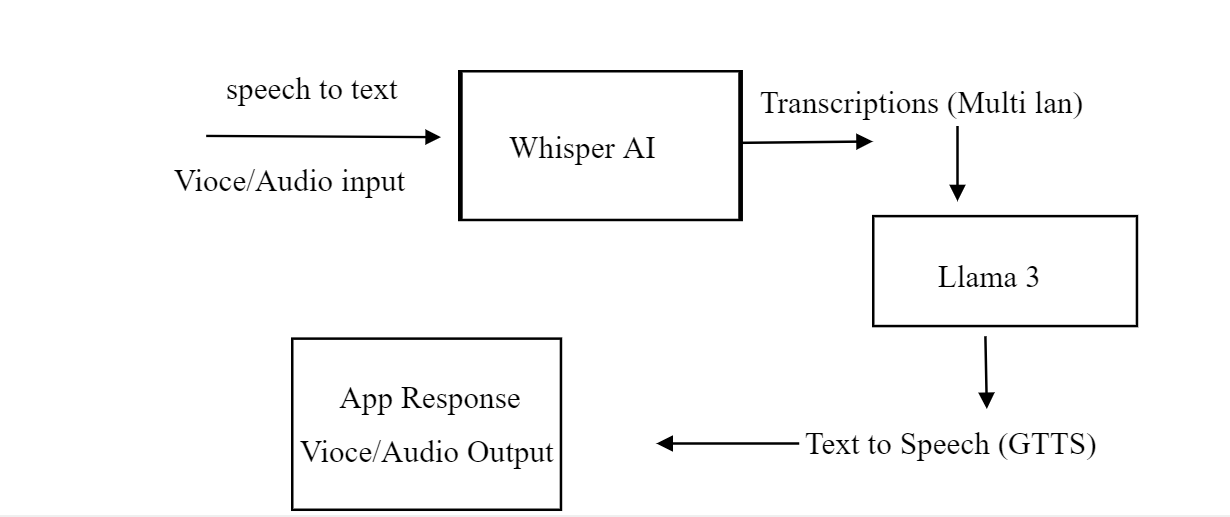 speech to text
Vioce/Audio input
Whisper AI
Transcriptions (Multi lan)
Llama 3
Text to Speech (GTTS)
App Response
Vioce/Audio Output